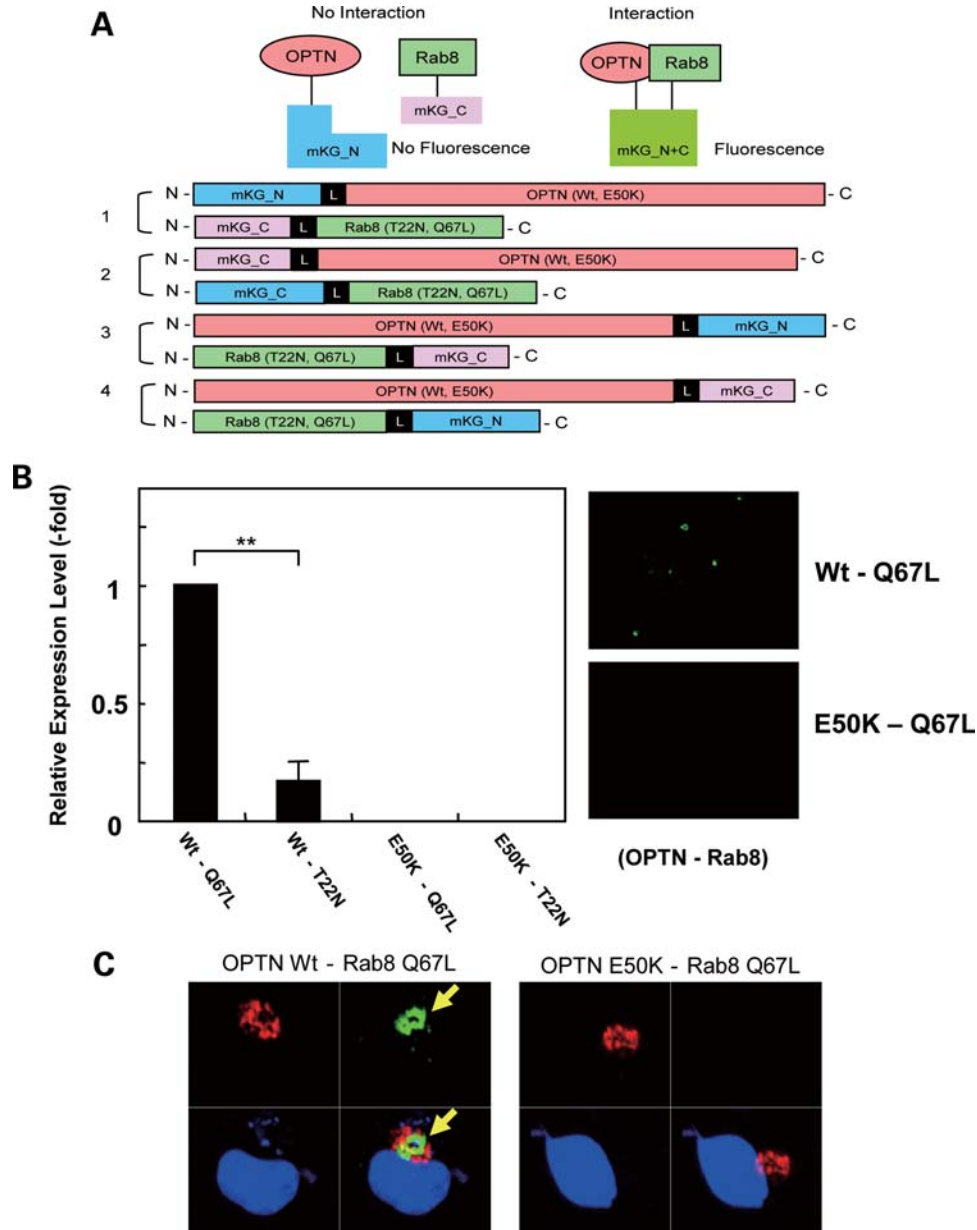 A
No Interaction
Interaction
OPTN
Rab8
OPTN
Rab8
mKG_C
mKG_N
No Fluorescence
mKG_N+C
Fluorescence
1
N - mKG_N L OPTN (Wt, E50K) - C
N - mKG_C L Rab8 (T22N, Q67L) - C
2
N - mKG_C L OPTN (Wt, E50K) - C
N - mKG_C L Rab8 (T22N, Q67L) - C
3
N - OPTN (Wt, E50K) L mKG_N - C
N - Rab8 (T22N, Q67L) L mKG_C - C
4
N - OPTN (Wt, E50K) L mKG_C - C
N - Rab8 (T22N, Q67L) L mKG_N - C
B
Relative Expression Level (-fold)
1
0.5
0
**
Wt - Q67L
Wt - T22N
E50K - Q67L
E50K - T22N
Wt - Q67L
E50K – Q67L
(OPTN - Rab8)
C
OPTN Wt - Rab8 Q67L
OPTN E50K - Rab8 Q67L